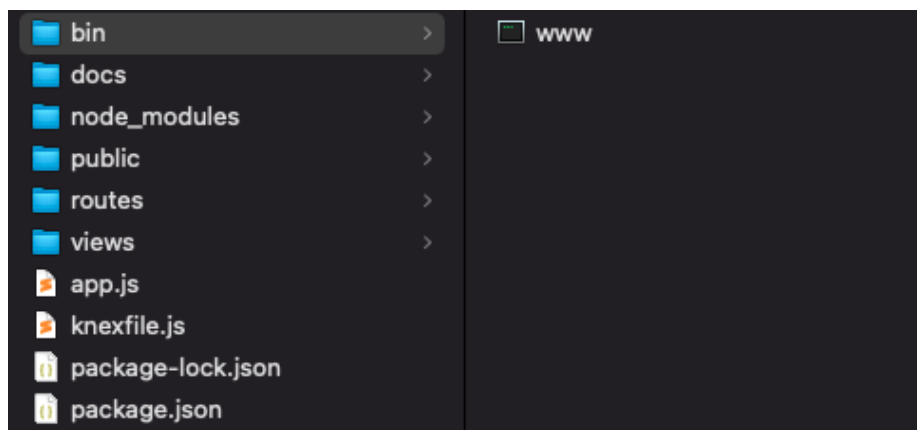 bin
docs
node_modules
public
routes
views
app.js
knexfile.js
package-lock.json
package.json
www